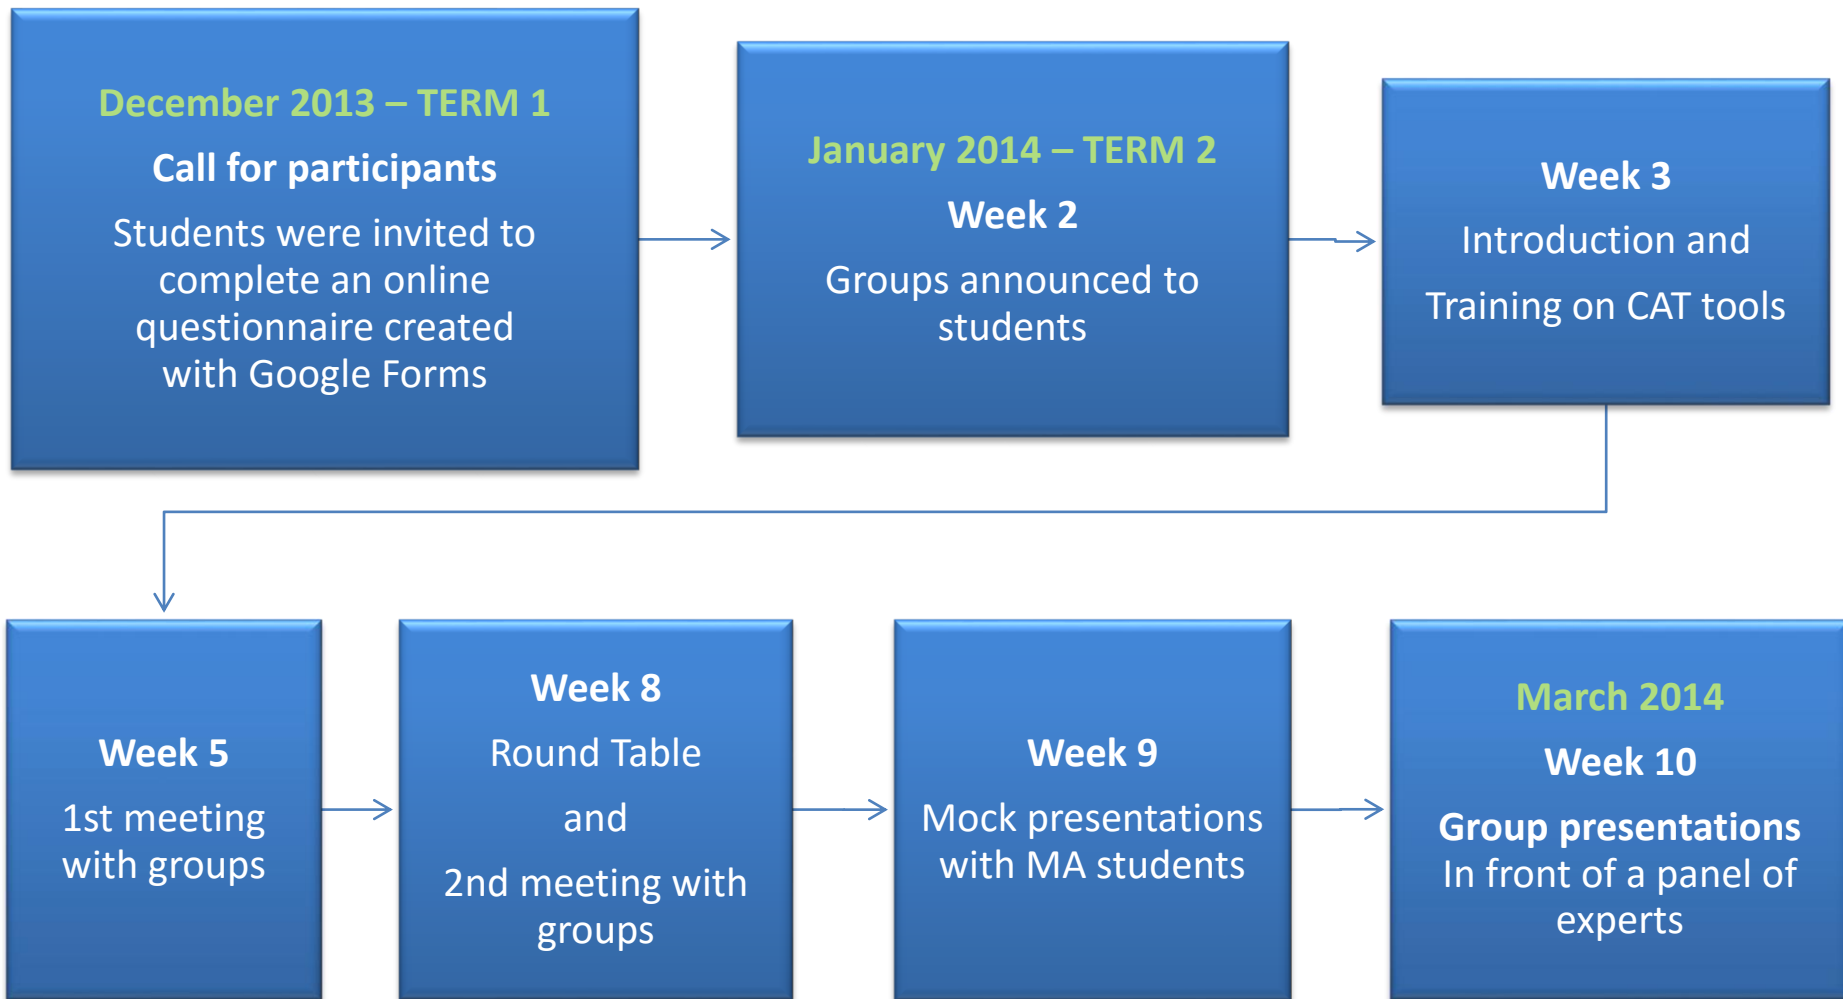 December 2013 – TERM 1
Call for participants
Students were invited to
complete an online
questionnaire created
with Google Forms
January 2014 – TERM 2
Week 2
Groups announced to
students
Week 3
Introduction and
Training on CAT tools
Week 5
1st meeting
with groups
Week 8
Round Table
and
2nd meeting with
groups
Week 9
Mock presentations
with MA students
March 2014
Week 10
Group presentations
In front of a panel of
experts